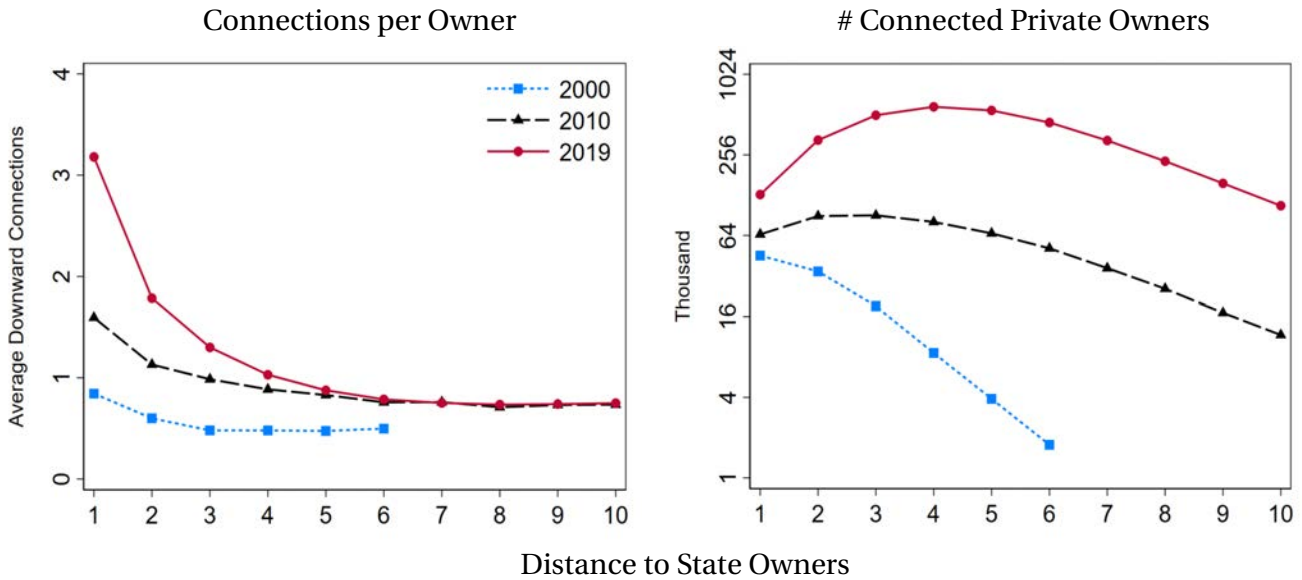 Connections per Owner
Average Downward Connections
4
3
2
1
0
2000
2010
2019
1 2 3 4 5 6 7 8 9 10
# Connected Private Owners
Thousand
1024
256
64
16
4
1
1 2 3 4 5 6 7 8 9 10
Distance to State Owners